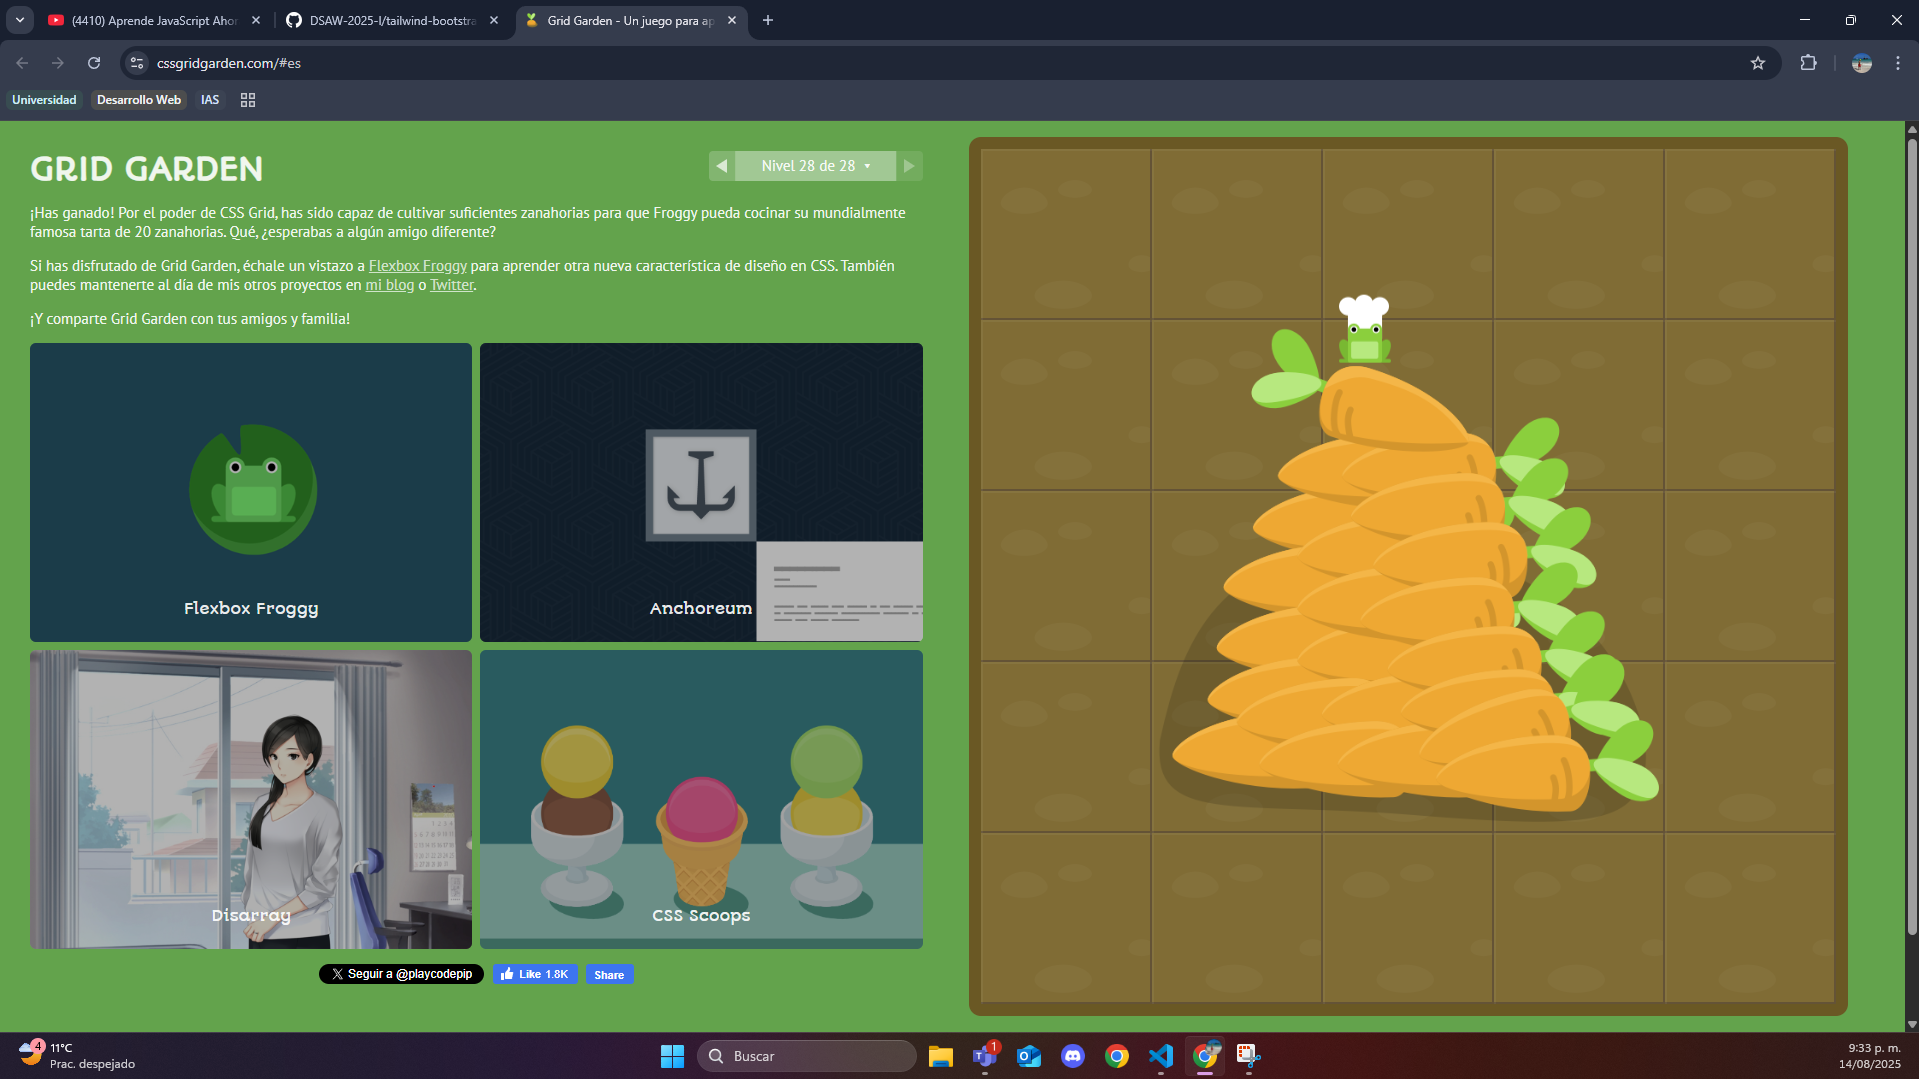 (4410) Aprende JavaScript Aho
DSAW-2025-I/tailwind-bootstra
Grid Garden - Un juego para ap
cssgridgarden.com/#es
Universidad
Desarrollo Web
IAS
GRID GARDEN
Nivel 28 de 28
¡Has ganado! Por el poder de CSS Grid, has sido capaz de cultivar suficientes zanahorias para que Froggy pueda cocinar su mundialmente
famosa tarta de 20 zanahorias. Qué, ¿esperabas a algún amigo diferente?
Si has disfrutado de Grid Garden, échale un vistazo a Flexbox Froggy para aprender otra nueva característica de diseño en CSS. También
puedes mantenerte al día de mis otros proyectos en mi blog o Twitter.
¡Y comparte Grid Garden con tus amigos y familia!
Flexbox Froggy
Anchoreum
Disarray
CSS Scoops
Seguir a @playcodepip
Like 1.8K
Share
4
11°C
Prac. despejado
Buscar
1
9:33 p. m.
14/08/2025